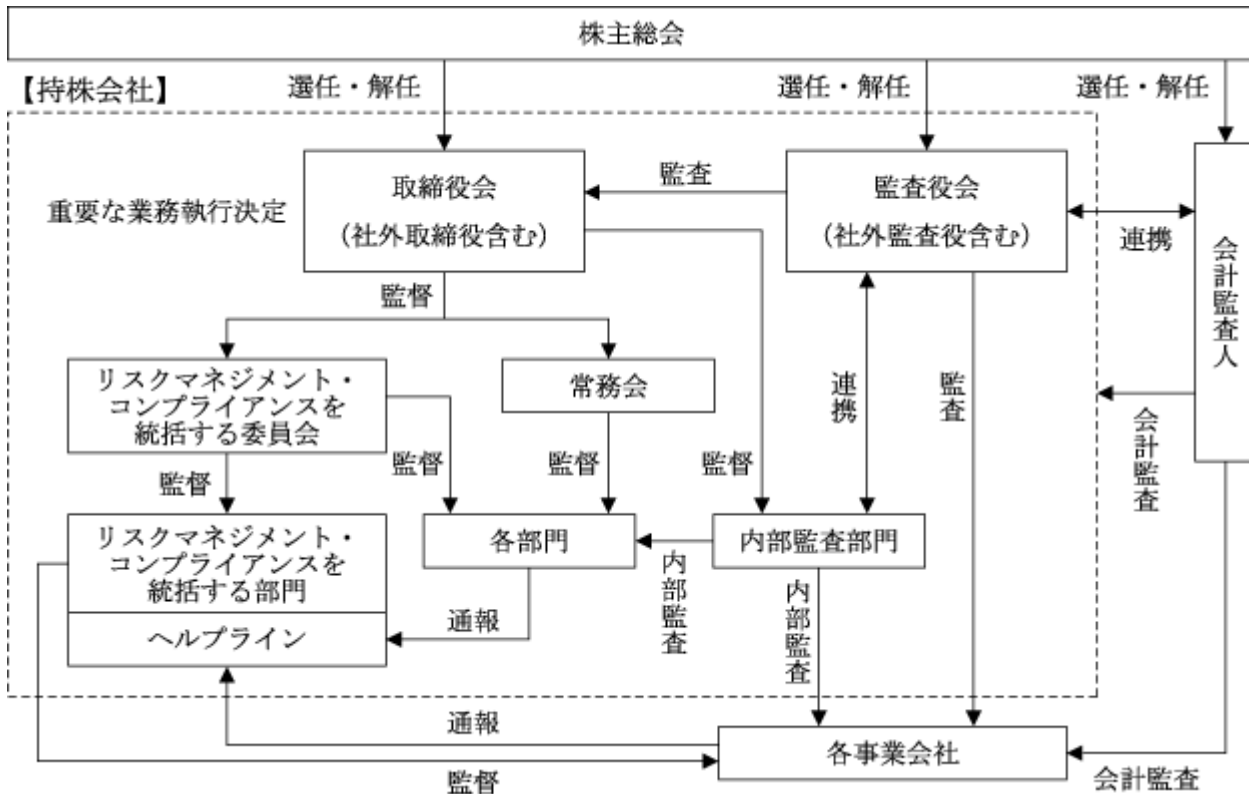 株主総会
【持株会社】
選任・解任
選任・解任
選任・解任
重要な業務執行決定
取締役会
(社外取締役含む)
監査
監査役会
(社外監査役含む)
連携
会計監査人
監督
リスクマネジメント・
コンプライアンスを
統括する委員会
常務会
連携
監査
会計監査
監督
監督
監督
監督
リスクマネジメント・
コンプライアンスを
統括する部門
ヘルプライン
各部門
内部監査部門
通報
内部監査
内部監査
通報
各事業会社
監督
会計監査